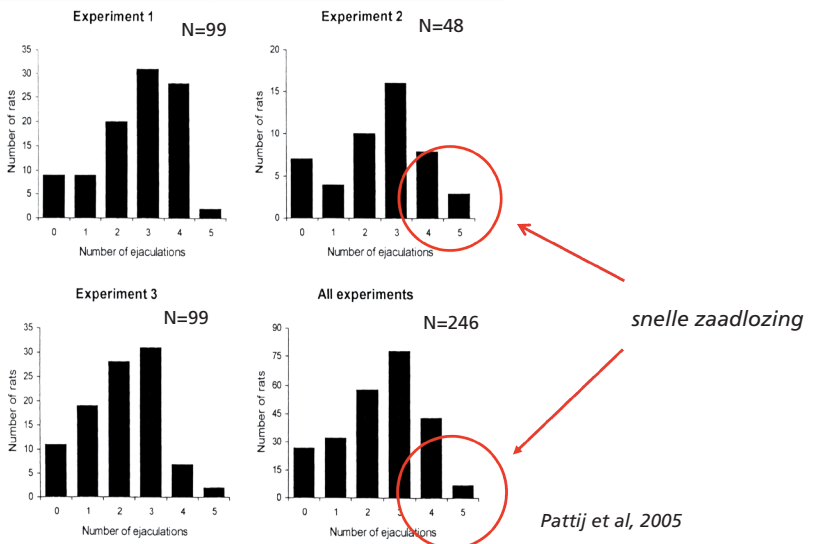 Experiment 1
N=99
35
30
25
20
15
10
5
0
Number of rats
0 1 2 3 4 5
Number of ejaculations
Experiment 2
N=48
20
15
10
5
0
Number of rats
0 1 2 3 4 5
Number of ejaculations
Experiment 3
N=99
35
30
25
20
15
10
5
0
Number of rats
0 1 2 3 4 5
Number of ejaculations
All experiments
N=246
90
75
60
45
30
15
0
Number of rats
0 1 2 3 4 5
Number of ejaculations
snelle zaadlozing
Pattij et al, 2005